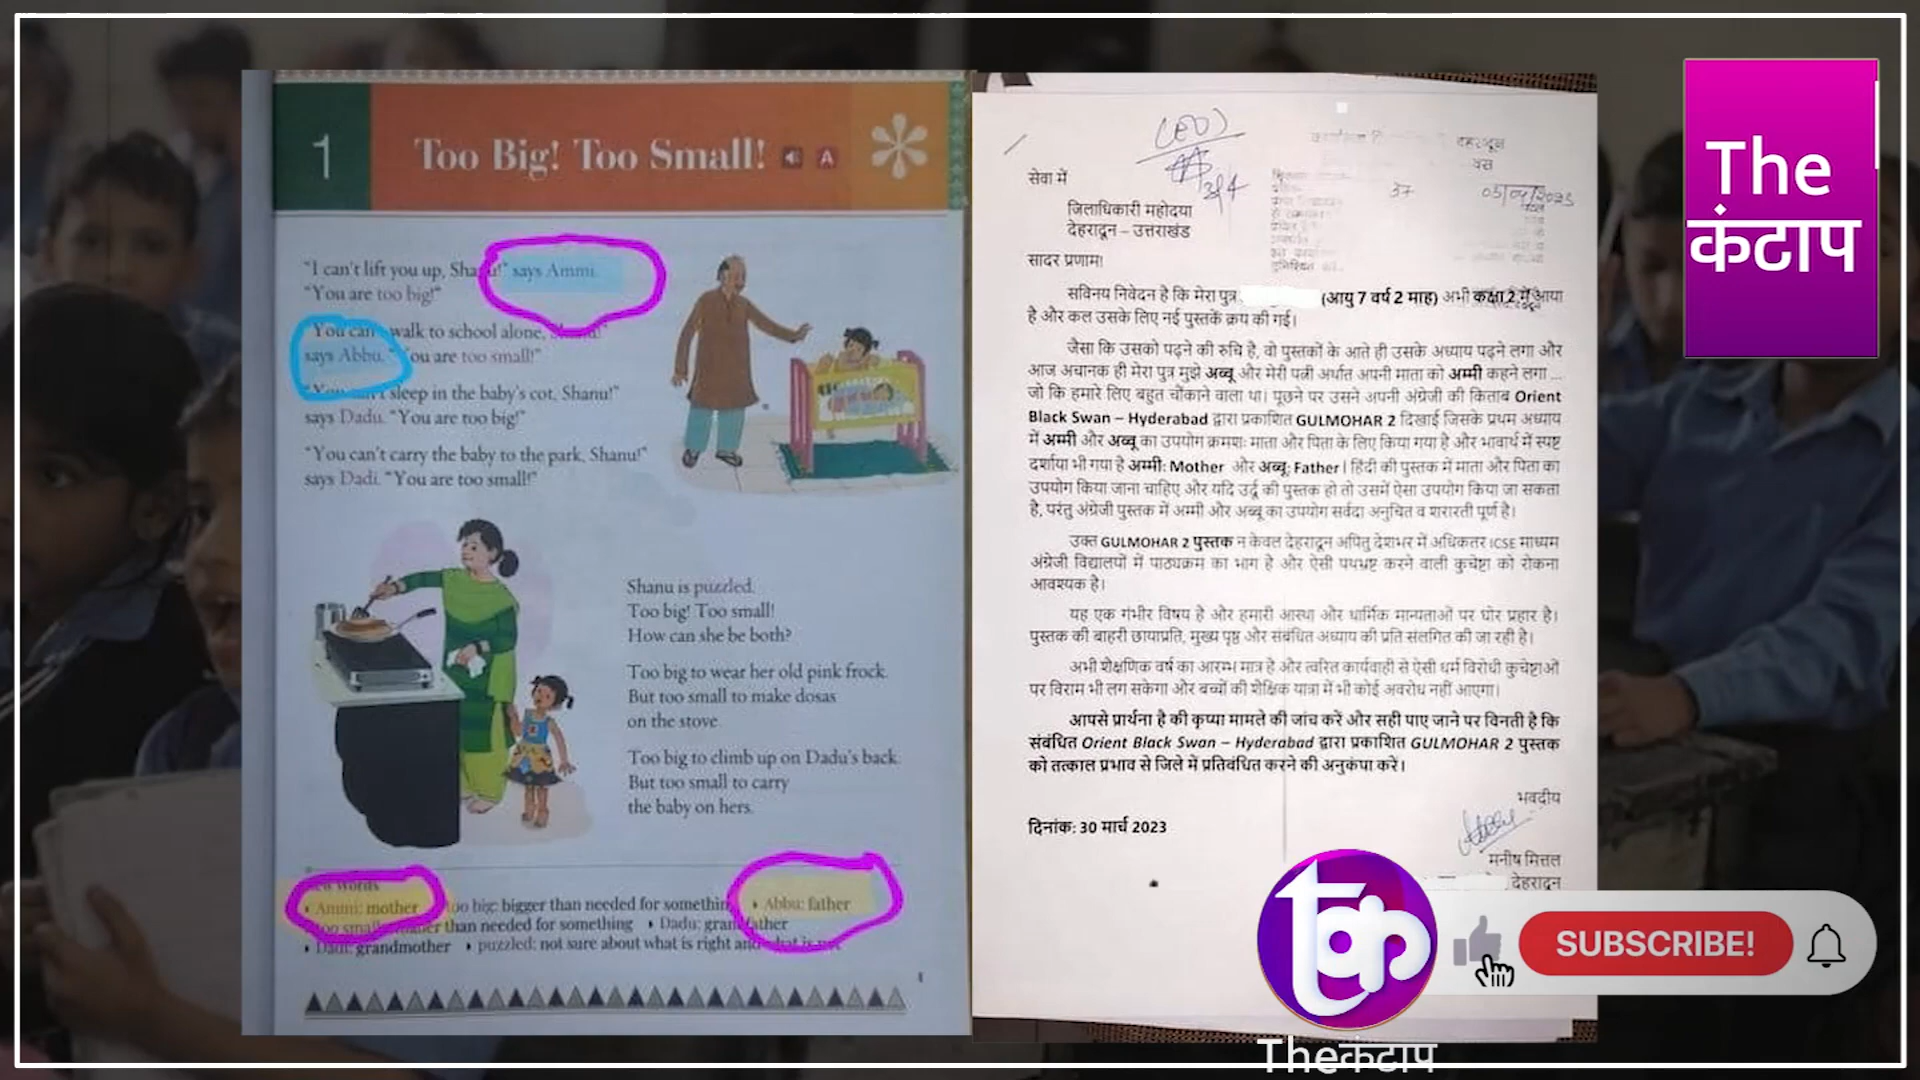 1
Too Big! Too Small!
A
"I can't lift you up, Shanu!" says Ammi.
"You are too big!"
"You can't walk to school alone, Shanu!"
says Abbu. "You are too small!"
sleep in the baby's cot, Shanu!"
says Dadu. "You are too big!"
"You can't carry the baby to the park, Shanu!"
says Dadi. "You are too small!"
Shanu is puzzled.
Too big! Too small!
How can she be both?
Too big to wear her old pink frock.
But too small to make dosas
on the stove.
Too big to climb up on Dadu's back.
But too small to carry
the baby on hers.
Words
• Ammi: mother too big: bigger than needed for something • Abbu: father
too small: than needed for something • Dadu: grandfather
• Dadi: grandmother • puzzled: not sure about what is right and what is
देहरादून
37
सेवा में
जिलाधिकारी महोदया
देहरादून – उत्तराखंड
सादर प्रणाम!
सविनय निवेदन है कि मेरा पुत्र (आयु 7 वर्ष 2 माह) अभी कक्षा 2 में आया
है और कल उसके लिए नई पुस्तकें क्रय की गई।
जैसा कि उसको पढ़ने की रुचि है, वो पुस्तकों के आते ही उसके अध्याय पढ़ने लगा और
आज अचानक ही मेरा पुत्र मुझे अब्बू और मेरी पत्नी अर्थात अपनी माता को अम्मी कहने लगा ...
जो कि हमारे लिए बहुत चौंकाने वाला था। पूछने पर उसने अपनी अंग्रेजी की किताब Orient
Black Swan – Hyderabad द्वारा प्रकाशित GULMOHAR 2 दिखाई जिसके प्रथम अध्याय
में अम्मी और अब्बू का उपयोग क्रमशः माता और पिता के लिए किया गया है और भावार्थ में स्पष्ट
दर्शाया भी गया है अम्मी: Mother और अब्बू: Father। हिंदी की पुस्तक में माता और पिता का
उपयोग किया जाना चाहिए और यदि उर्दू की पुस्तक हो तो उसमें ऐसा उपयोग किया जा सकता
है, परंतु अंग्रेजी पुस्तक में अम्मी और अब्बू का उपयोग सर्वदा अनुचित व शरारती पूर्ण है।
उक्त GULMOHAR 2 पुस्तक न केवल देहरादून अपितु देशभर में अधिकतर ICSE माध्यम
अंग्रेजी विद्यालयों में पाठ्यक्रम का भाग है और ऐसी पथभ्रष्ट करने वाली कुचेष्टा को रोकना
आवश्यक है।
यह एक गंभीर विषय है और हमारी आस्था और धार्मिक मान्यताओं पर घोर प्रहार है।
पुस्तक की बाहरी छायाप्रति, मुख्य पृष्ठ और संबंधित अध्याय की प्रति संलगित की जा रही है।
अभी शैक्षणिक वर्ष का आरम्भ मात्र है और त्वरित कार्यवाही से ऐसी धर्म विरोधी कुचेष्टाओं
पर विराम भी लग सकेगा और बच्चों की शैक्षिक यात्रा में भी कोई अवरोध नहीं आएगा।
आपसे प्रार्थना है की कृप्या मामले की जांच करें और सही पाए जाने पर विनती है कि
संबंधित Orient Black Swan – Hyderabad द्वारा प्रकाशित GULMOHAR 2 पुस्तक
को तत्काल प्रभाव से जिले में प्रतिबंधित करने की अनुकंपा करें।
भवदीय
दिनांक: 30 मार्च 2023
मनीष मित्तल
देहरादून
The
कंटाप
SUBSCRIBE!
Theकंटाप